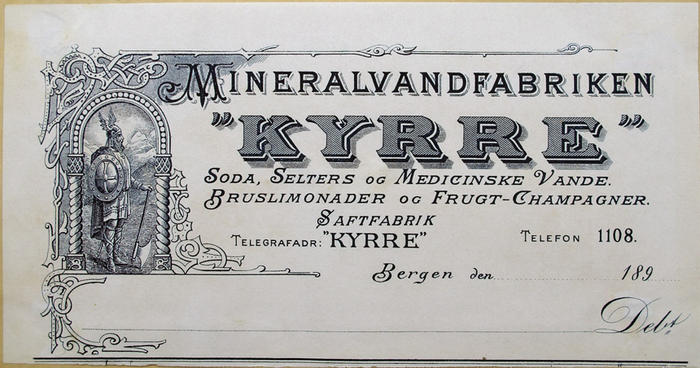 MINERALVANDFABRIKEN
"KYRRE"
SODA, SELTERS OG MEDICINSKE VANDE.
BRUSLIMONADER OG FRUGT-CHAMPAGNER.
SAFTFABRIK
TELEGRAFADR: "KYRRE" TELEFON 1108.
Bergen den 189
Debt.